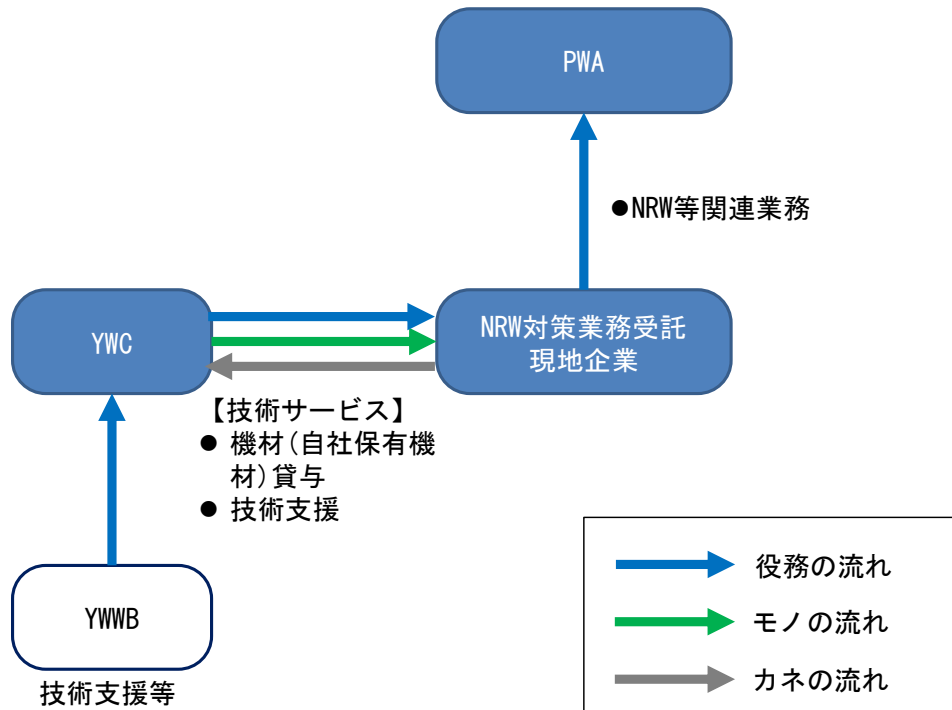 PWA
●NRW等関連業務
YWC
NRW対策業務受託
現地企業
【技術サービス】
● 機材(自社保有機
材)貸与
● 技術支援
YWWB
技術支援等
役務の流れ
モノの流れ
カネの流れ